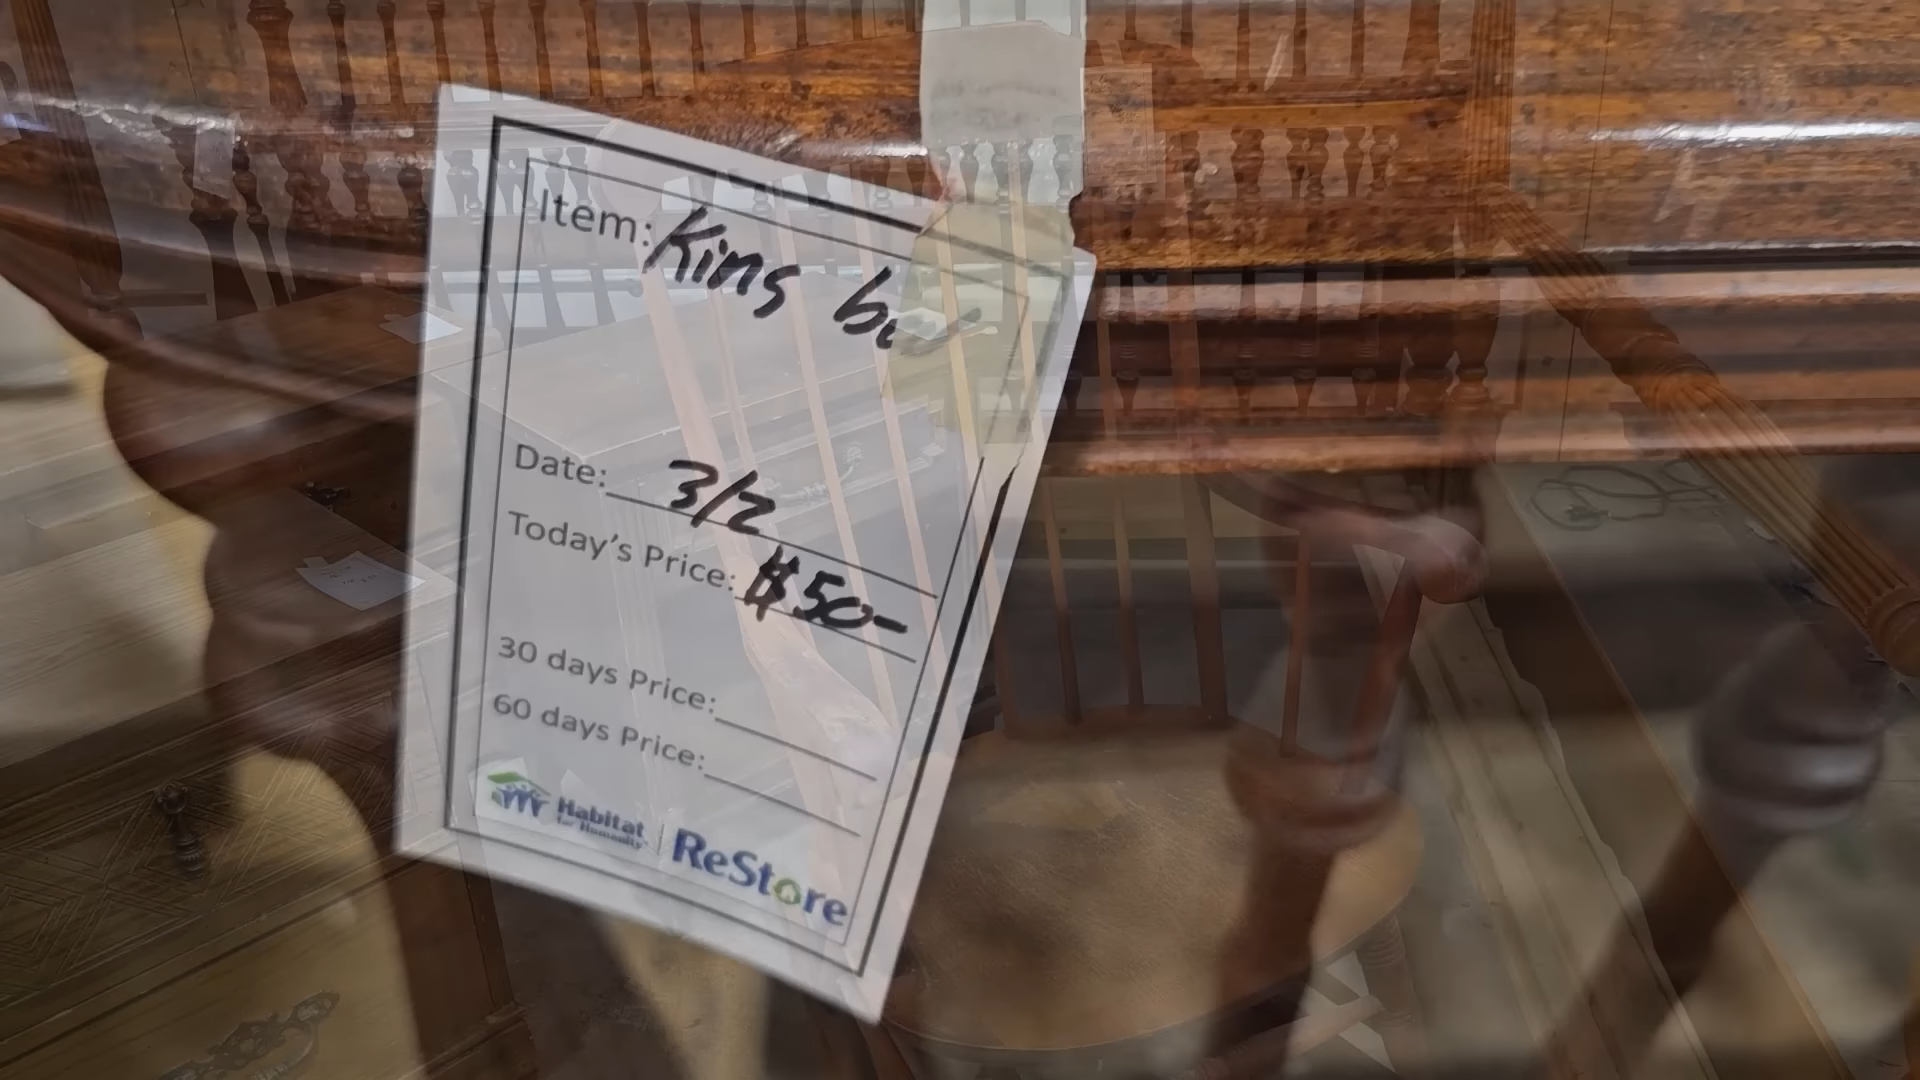 Item: King
Date: 3/2
Today's Price: $50-
30 days Price:
60 days Price:
Habitat for Humanity | ReStore